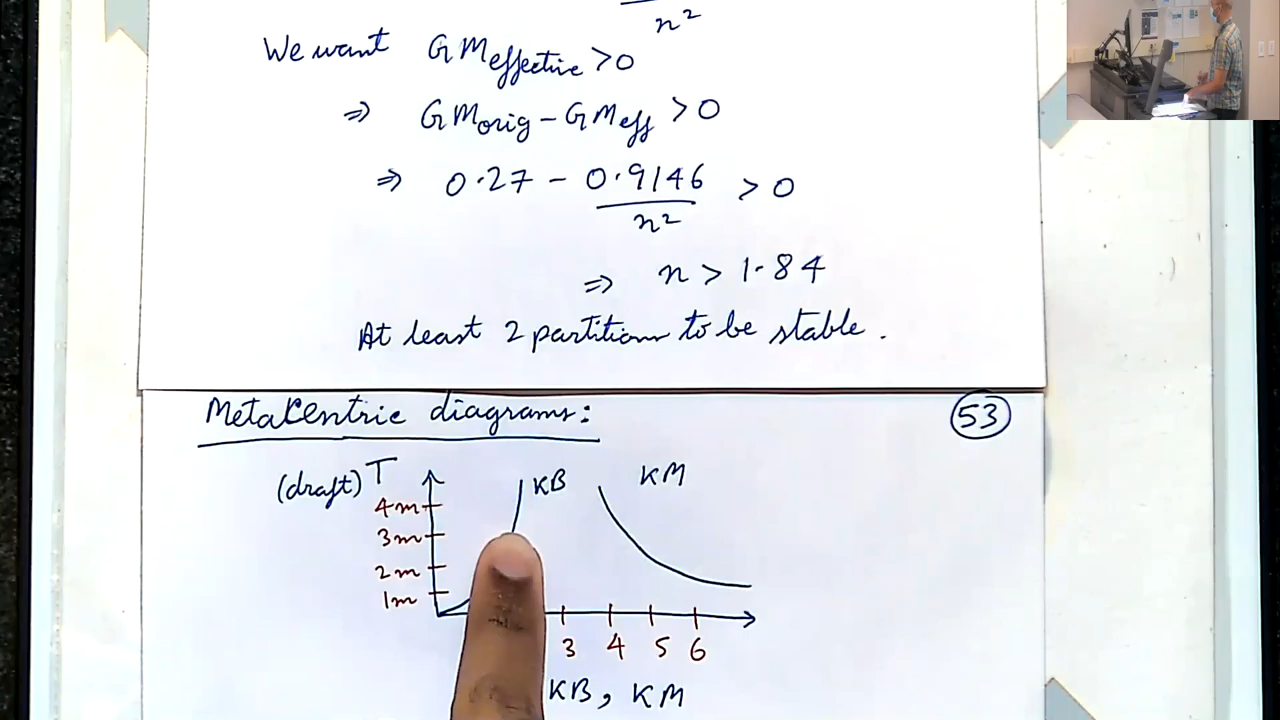 n²
We want GMeffective >0
⇒ GMorig - GMeff >0
⇒ 0.27 - 0.9146/n² > 0
⇒ n > 1.84
At least 2 partitions to be stable.
Metacentric diagrams: 53
(draft) T KB KM
4m
3m
2m
1m
3 4 5 6
KB, KM